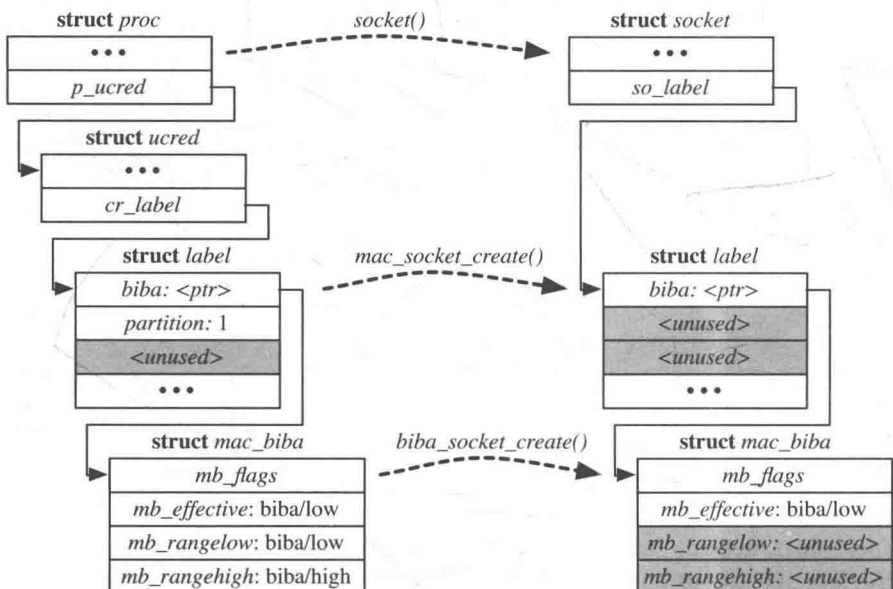 struct proc
socket()
struct socket
•••
•••
p_ucred
so_label
struct ucred
•••
cr_label
struct label
mac_socket_create()
struct label
biba: <ptr>
biba: <ptr>
partition: 1
<unused>
<unused>
<unused>
•••
•••
struct mac_biba
biba_socket_create()
struct mac_biba
mb_flags
mb_flags
mb_effective: biba/low
mb_effective: biba/low
mb_rangelow: biba/low
mb_rangelow: <unused>
mb_rangehigh: biba/high
mb_rangehigh: <unused>